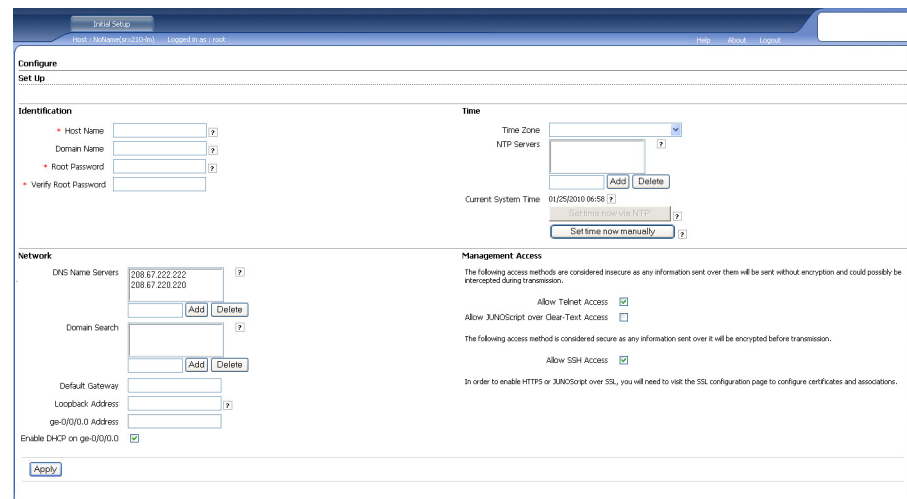 Initial Setup
Host : NoName(srx210-lm) Logged in as : root
Help About Logout
Configure
Set Up
Identification
* Host Name ?
Domain Name ?
* Root Password ?
* Verify Root Password
Time
Time Zone
NTP Servers ?
Add Delete
Current System Time 01/25/2010 06:58 ?
Set time now via NTP ?
Set time now manually ?
Network
DNS Name Servers ?
208.67.222.222
208.67.220.220
Add Delete
Domain Search ?
Add Delete
Default Gateway
Loopback Address ?
ge-0/0/0.0 Address
Enable DHCP on ge-0/0/0.0
Management Access
The following access methods are considered insecure as any information sent over them will be sent without encryption and could possibly be
intercepted during transmission.
Allow Telnet Access
Allow JUNOScript over Clear-Text Access
The following access method is considered secure as any information sent over it will be encrypted before transmission.
Allow SSH Access
In order to enable HTTPS or JUNOScript over SSL, you will need to visit the SSL configuration page to configure certificates and associations.
Apply